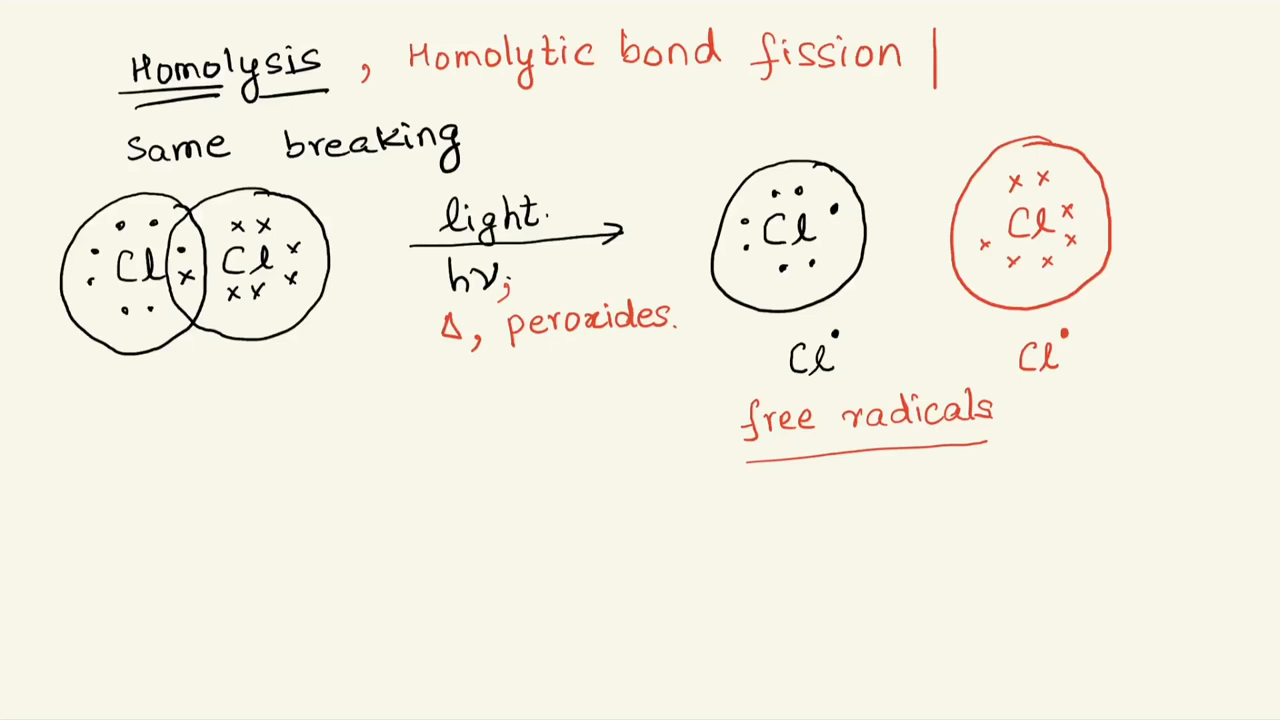 Homolysis , Homolytic bond fission |
Same breaking
light.
hν;
Δ, peroxides.
Cl Cl
Cl Cl
Cl• Cl•
free radicals